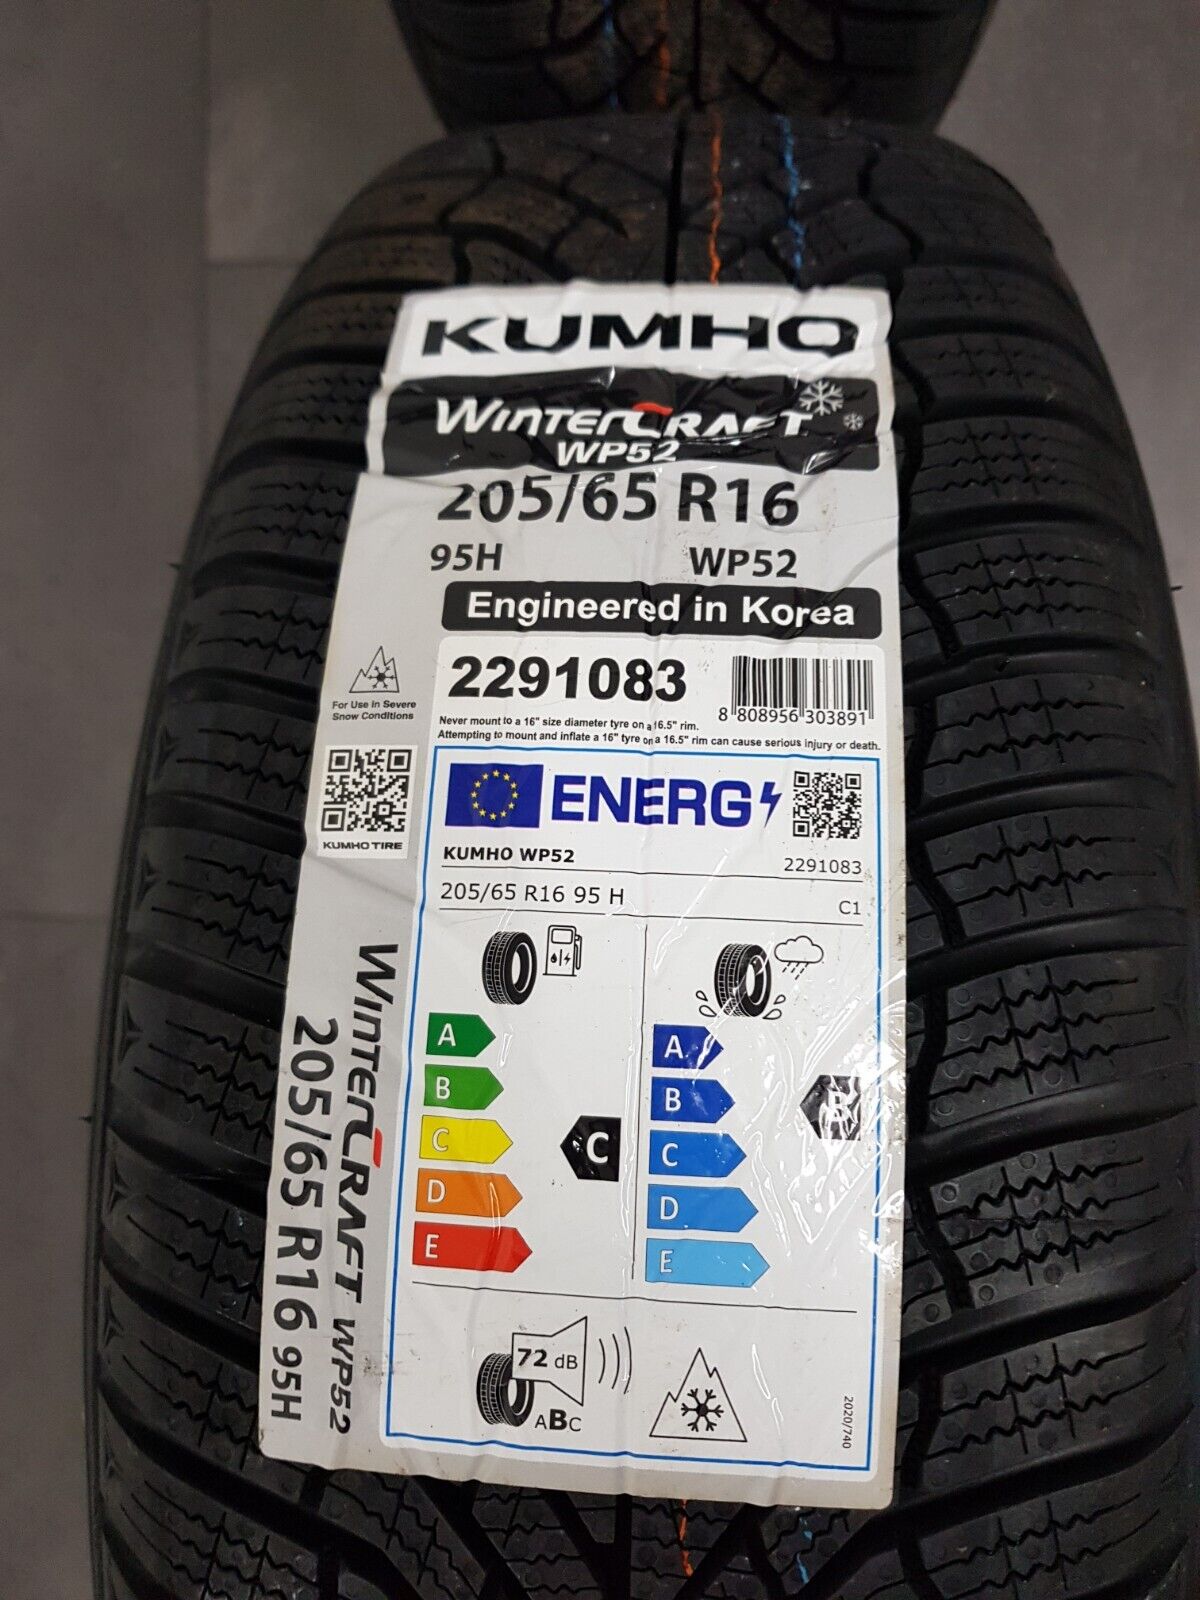 KUMHO
WINTERCRAFT
WP52
205/65 R16
95H WP52
Engineered in Korea
2291083
8 808956 303891
For Use in Severe
Snow Conditions
Never mount to a 16" size diameter tyre on a 16.5" rim.
Attempting to mount and inflate a 16" tyre on a 16.5" rim can cause serious injury or death.
KUMHO TIRE
ENERG
KUMHO WP52 2291083
205/65 R16 95 H C1
A A
B B B
C C C
D D
E E
72 dB
ABC
2020/740
WINTERCRAFT WP52
205/65 R16 95H